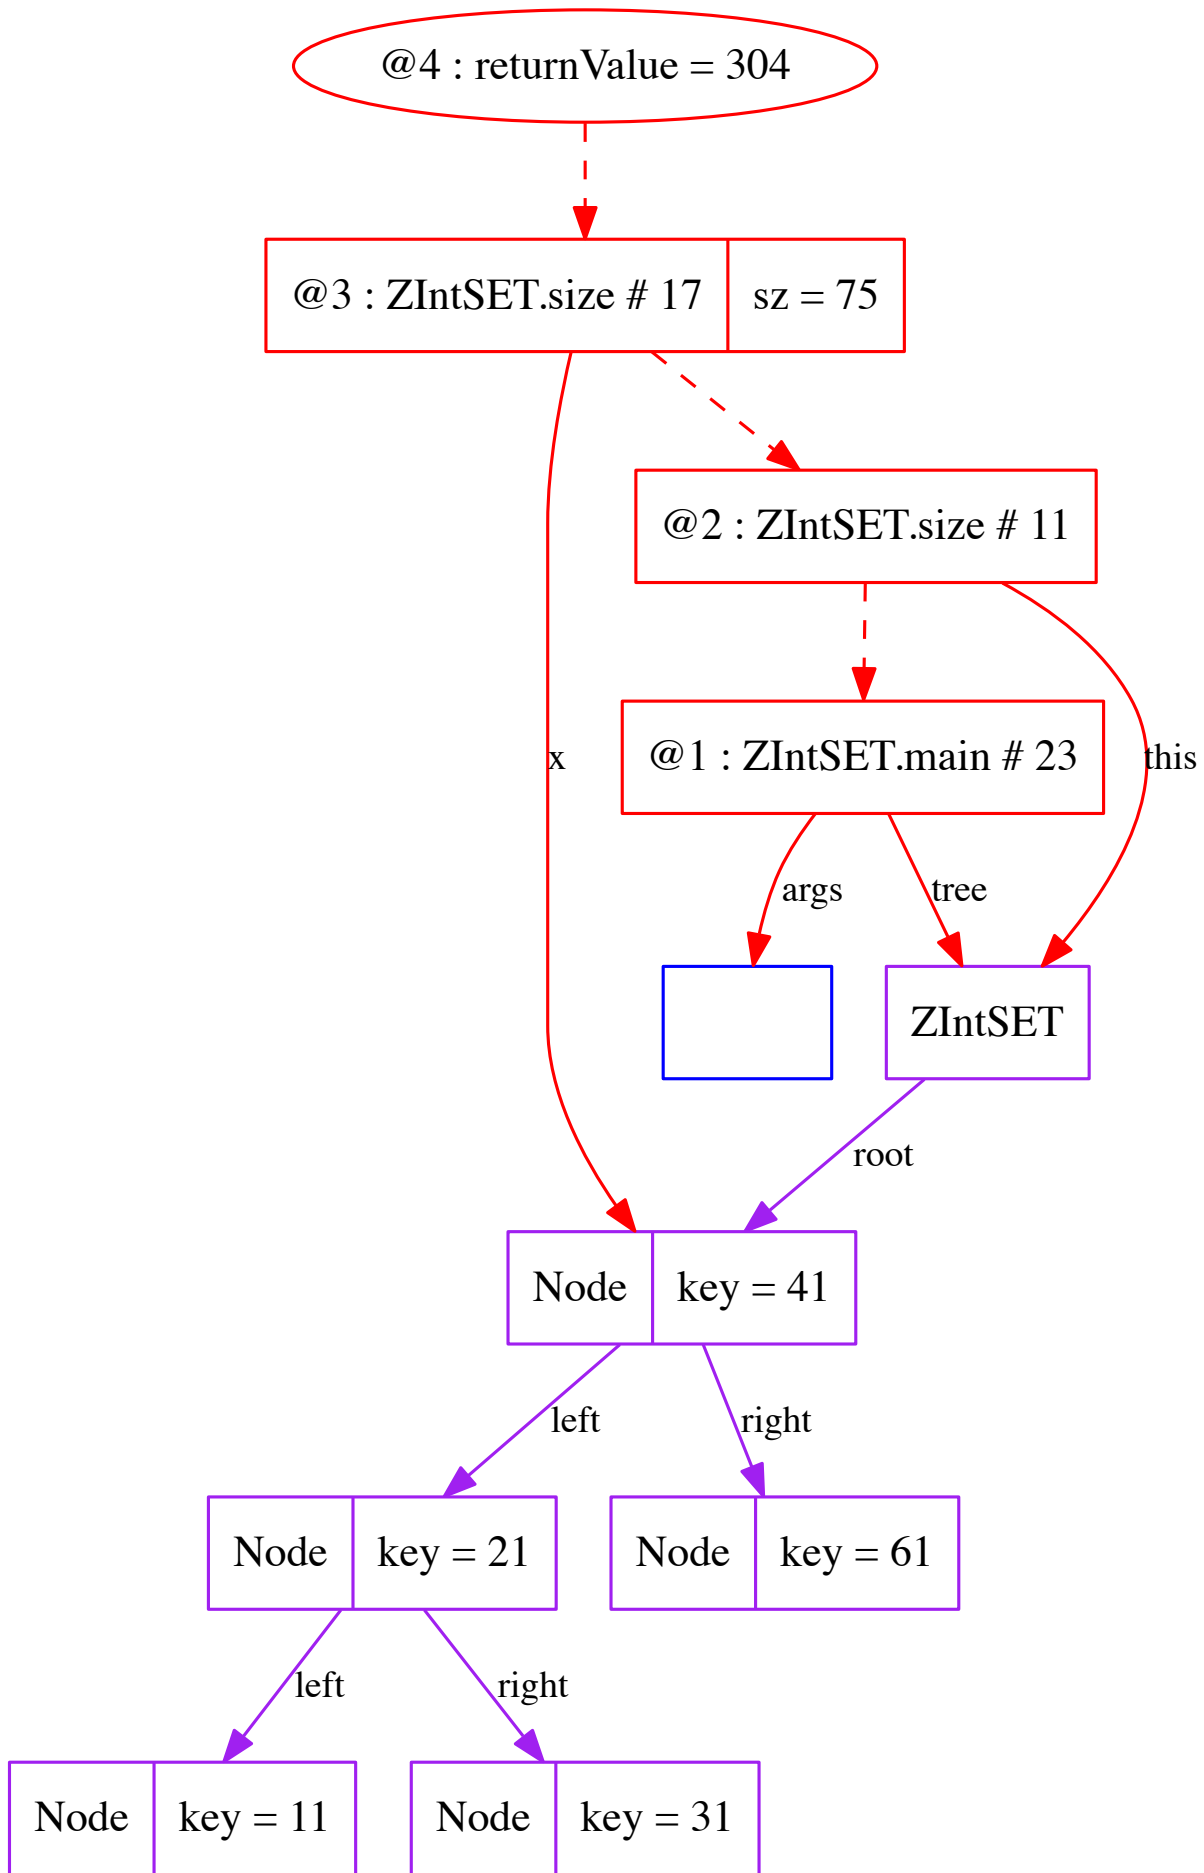 @4 : returnValue = 304
@3 : ZIntSET.size # 17
sz = 75
@2 : ZIntSET.size # 11
x
@1 : ZIntSET.main # 23
this
args
tree
ZIntSET
root
Node
key = 41
left
right
Node
key = 21
Node
key = 61
left
right
Node
key = 11
Node
key = 31